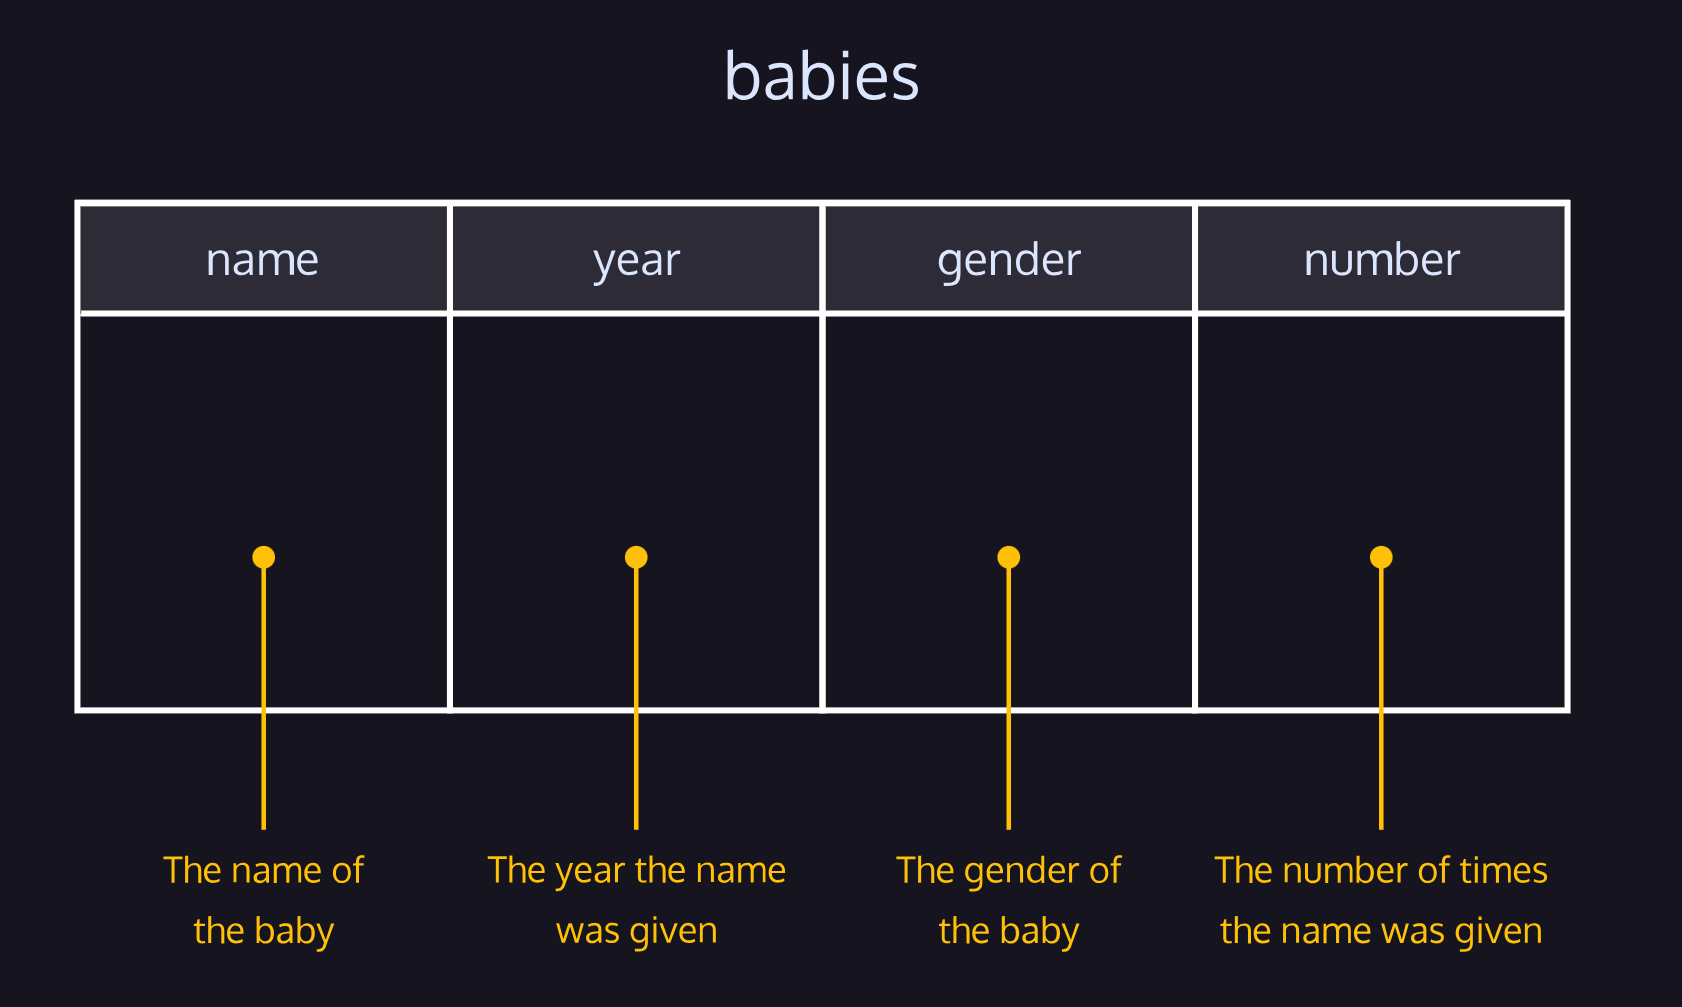 babies
name year gender number
The name of
the baby
The year the name
was given
The gender of
the baby
The number of times
the name was given